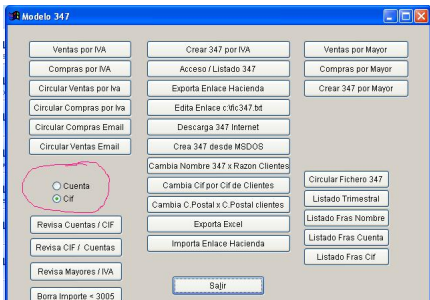 Modelo 347
Ventas por IVA
Compras por IVA
Circular Ventas por Iva
Circular Compras por Iva
Circular Compras Email
Circular Ventas Email
Cuenta
Cif
Revisa Cuentas / CIF
Revisa CIF / Cuentas
Revisa Mayores / IVA
Borra Importe < 3005
Crear 347 por IVA
Acceso / Listado 347
Exporta Enlace Hacienda
Edita Enlace c:\fic347.txt
Descarga 347 Internet
Crea 347 desde MSDOS
Cambia Nombre 347 x Razon Clientes
Cambia Cif por Cif de Clientes
Cambia C.Postal x C.Postal clientes
Exporta Excel
Importa Enlace Hacienda
Salir
Ventas por Mayor
Compras por Mayor
Crear 347 por Mayor
Circular Fichero 347
Listado Trimestral
Listado Fras Nombre
Listado Fras Cuenta
Listado Fras Cif